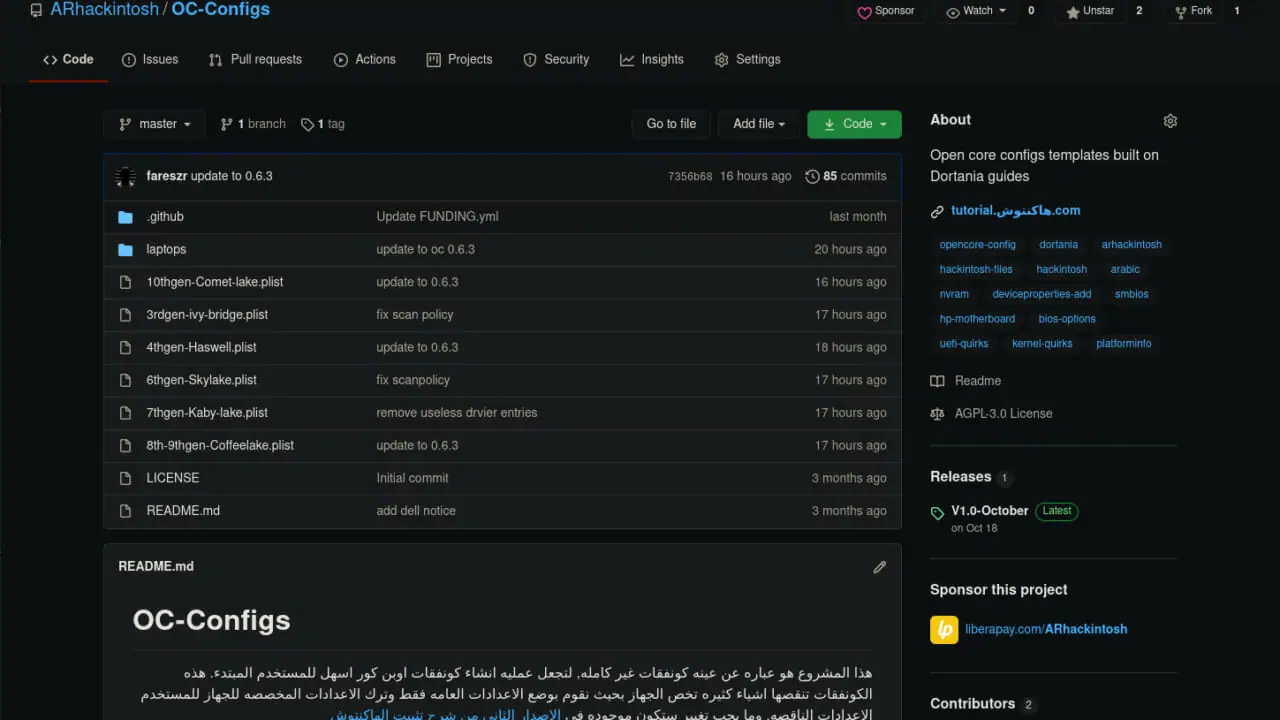 ARhackintosh / OC-Configs
Sponsor
Watch 0
Unstar 2
Fork 1
Code
Issues
Pull requests
Actions
Projects
Security
Insights
Settings
master
1 branch
1 tag
Go to file
Add file
Code
fareszr update to 0.6.3 7356b68 16 hours ago 85 commits
.github Update FUNDING.yml last month
laptops update to oc 0.6.3 20 hours ago
10thgen-Comet-lake.plist update to 0.6.3 16 hours ago
3rdgen-ivy-bridge.plist fix scan policy 17 hours ago
4thgen-Haswell.plist update to 0.6.3 18 hours ago
6thgen-Skylake.plist fix scanpolicy 17 hours ago
7thgen-Kaby-lake.plist remove useless drvier entries 17 hours ago
8th-9thgen-Coffeelake.plist update to 0.6.3 17 hours ago
LICENSE Initial commit 3 months ago
README.md add dell notice 3 months ago
README.md
OC-Configs
هذا المشروع هو عباره عن عينه كونفقات غير كامله, لتجعل عمليه انشاء كونفقات اوبن كور اسهل للمستخدم المبتدء. هذه
الكونفقات تنقصها اشياء كثيره تخص الجهاز بحيث نقوم بوضع الاعدادات العامه فقط وترك الاعدادات المخصصه للجهاز للمستخدم
الاعدادات الناقصه. وما يجب تغيير ستكون موجوده في الاصدار الثاني من شرح تثبيت الهاكنتوش
About
Open core configs templates built on
Dortania guides
tutorial.هاكنتوش.com
opencore-config dortania arhackintosh
hackintosh-files hackintosh arabic
nvram deviceproperties-add smbios
hp-motherboard bios-options
uefi-quirks kernel-quirks platforminfo
Readme
AGPL-3.0 License
Releases 1
V1.0-October Latest
on Oct 18
Sponsor this project
lp liberapay.com/ARhackintosh
Contributors 2